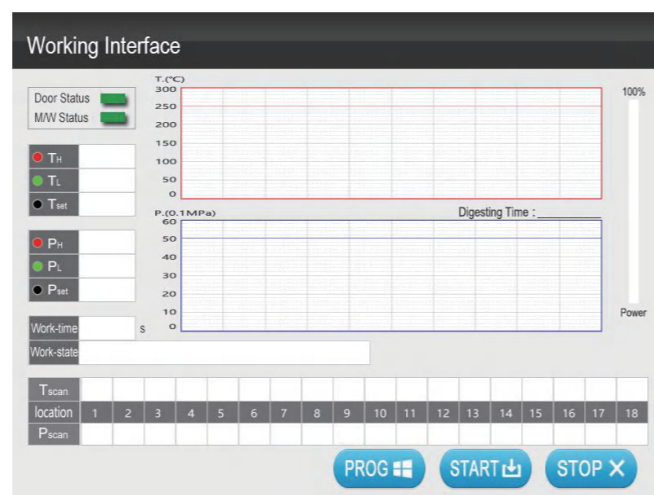 Working Interface
Door Status
M/W Status
T.(℃)
300
250
200
150
100
50
0
100%
TH
TL
Tset
P.(0.1MPa)
Digesting Time :
60
50
40
30
20
10
0
Power
PH
PL
Pset
Work-time s
Work-state
Tscan
location 1 2 3 4 5 6 7 8 9 10 11 12 13 14 15 16 17 18
Pscan
PROG START STOP